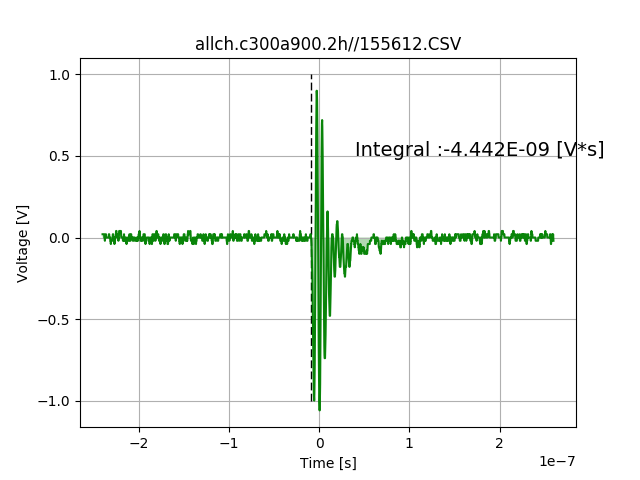 allch.c300a900.2h//155612.CSV
1.0
0.5
0.0
−0.5
−1.0
Voltage [V]
Integral :-4.442E-09 [V*s]
−2
−1
0
1
2
1e−7
Time [s]